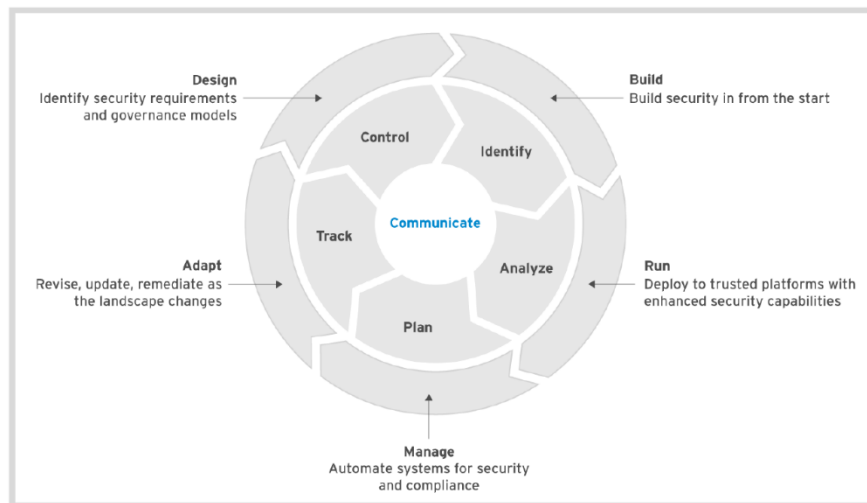 Design
Identify security requirements
and governance models
Build
Build security in from the start
Control
Identify
Communicate
Track
Analyze
Adapt
Revise, update, remediate as
the landscape changes
Run
Deploy to trusted platforms with
enhanced security capabilities
Plan
Manage
Automate systems for security
and compliance